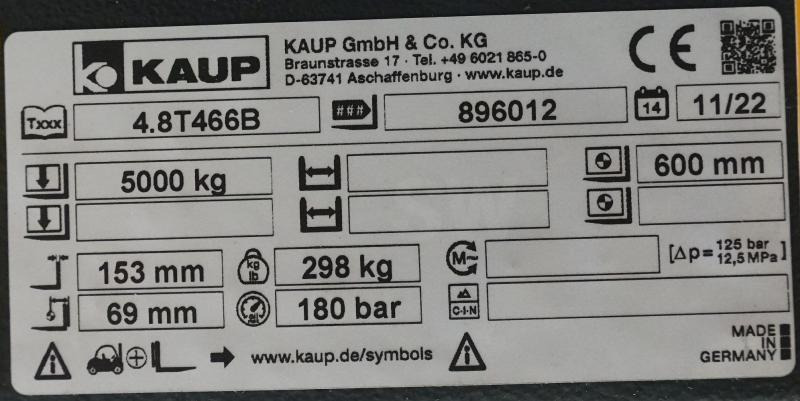 KAUP
KAUP GmbH & Co. KG
Braunstrasse 17 · Tel. +49 6021 865-0
D-63741 Aschaffenburg · www.kaup.de
CE
Txxx 4.8T466B ### 896012 14 11/22
5000 kg 600 mm
153 mm kg lb 298 kg M~ [Δp= 125 bar 12,5 MPa]
69 mm oil 180 bar C-I-N
www.kaup.de/symbols
MADE
IN
GERMANY